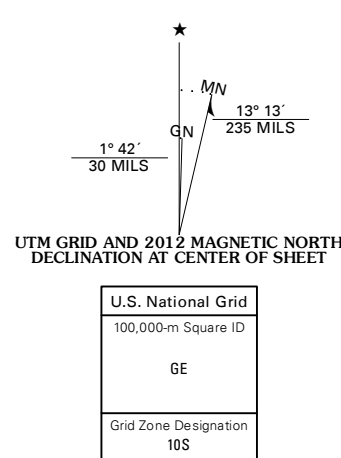 MN
GN
13° 13´
235 MILS
1° 42´
30 MILS
UTM GRID AND 2012 MAGNETIC NORTH
DECLINATION AT CENTER OF SHEET
U.S. National Grid
100,000-m Square ID
GE
Grid Zone Designation
10S